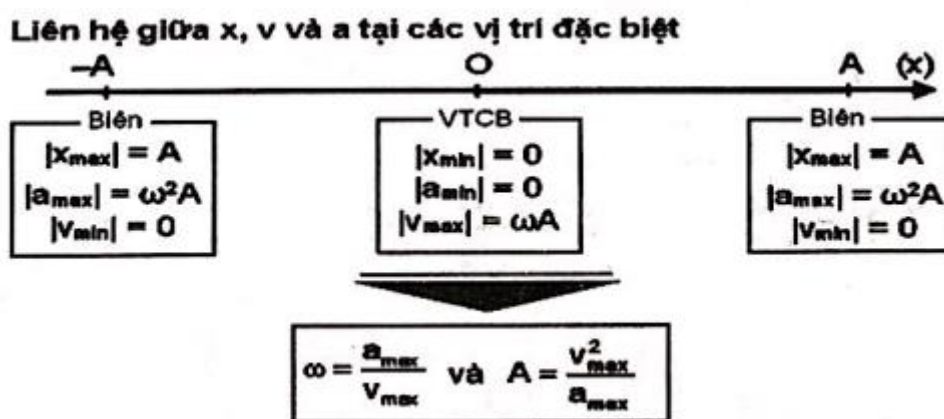 Liên hệ giữa x, v và a tại các vị trí đặc biệt
–A O A (x)
Biên
|xmax| = A
|amax| = ω²A
|vmin| = 0
VTCB
|xmin| = 0
|amin| = 0
|vmax| = ωA
Biên
|xmax| = A
|amax| = ω²A
|vmin| = 0
ω = amax/vmax và A = v²max/amax